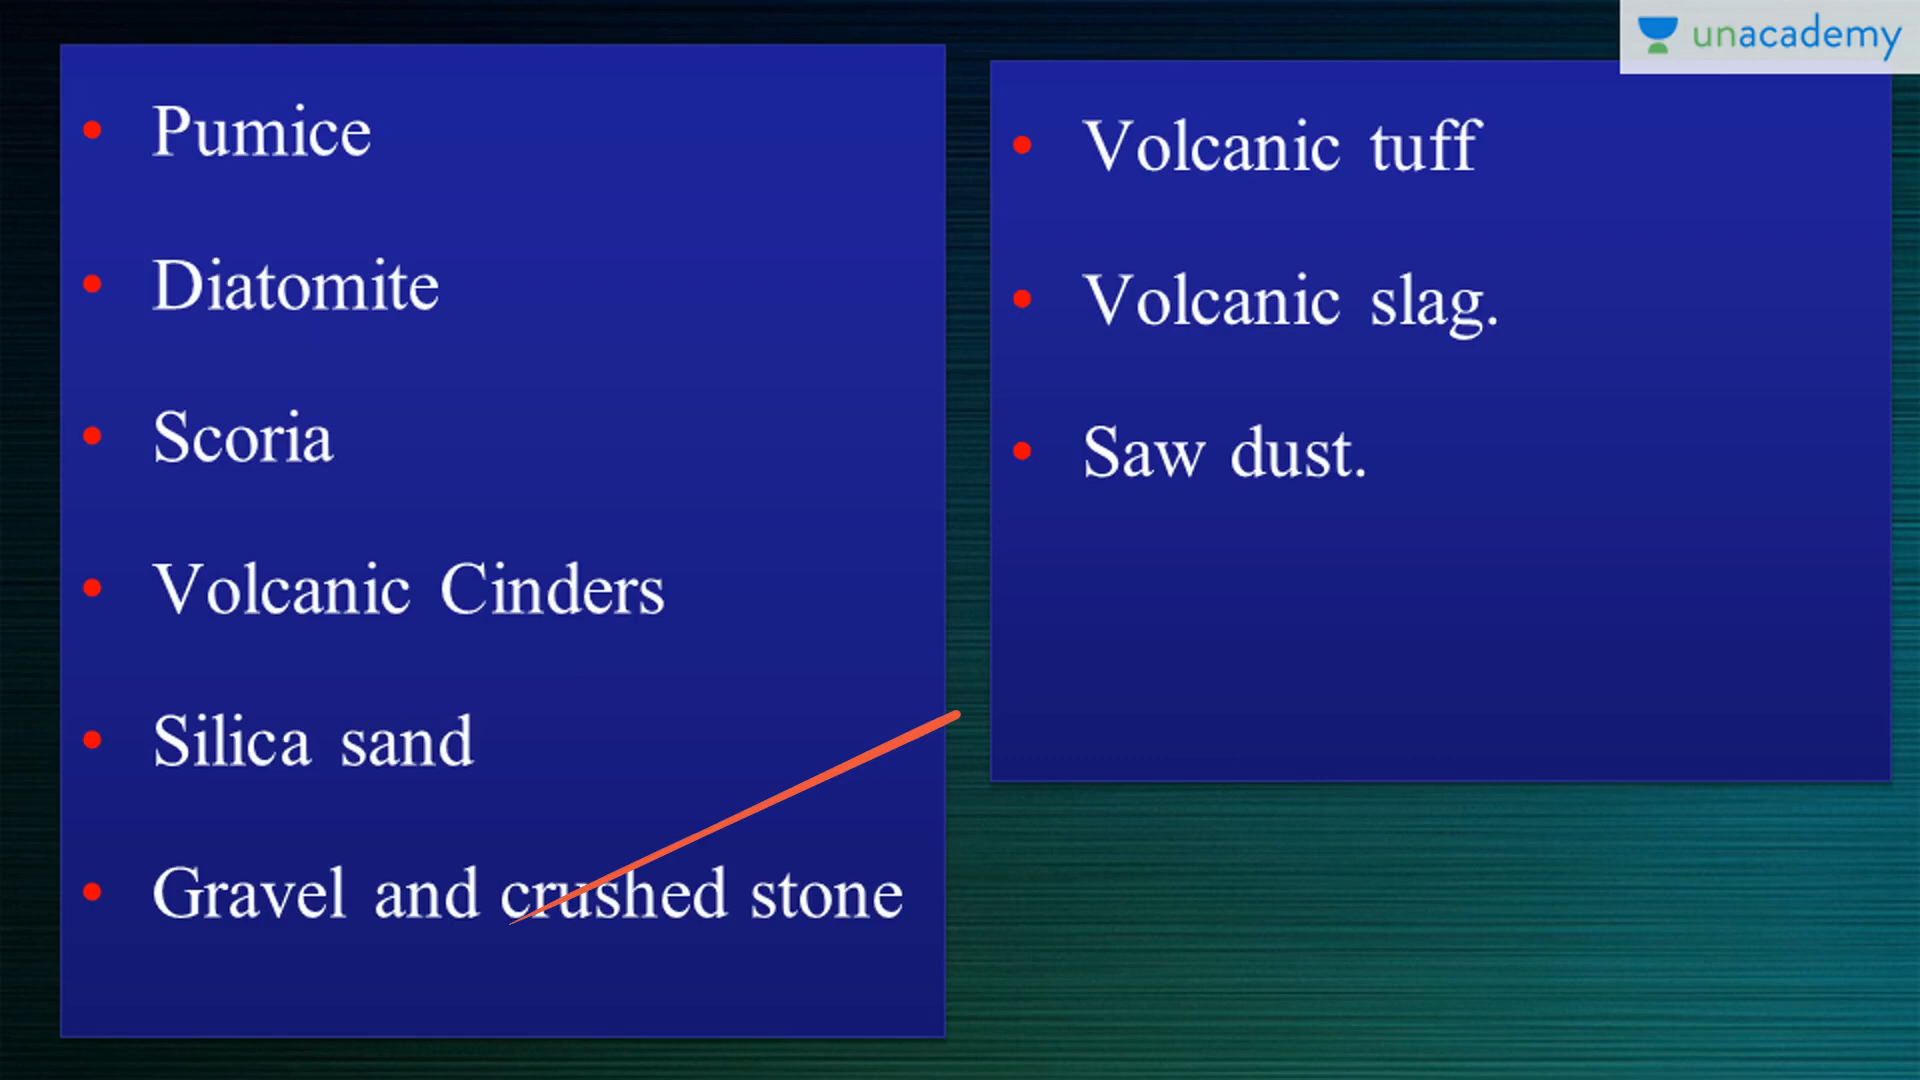 unacademy
• Pumice
• Diatomite
• Scoria
• Volcanic Cinders
• Silica sand
• Gravel and crushed stone
• Volcanic tuff
• Volcanic slag.
• Saw dust.